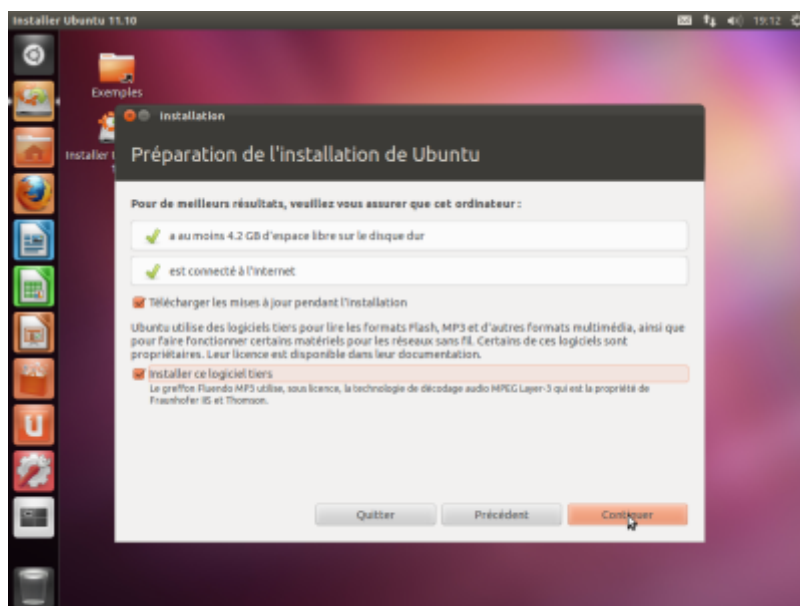 Installer Ubuntu 11.10
19:12
Exemples
Installer
Installation
Préparation de l'installation de Ubuntu
Pour de meilleurs résultats, veuillez vous assurer que cet ordinateur :
a au moins 4.2 GB d'espace libre sur le disque dur
est connecté à l'Internet
Télécharger les mises à jour pendant l'installation
Ubuntu utilise des logiciels tiers pour lire les formats Flash, MP3 et d'autres formats multimédia, ainsi que
pour faire fonctionner certains matériels pour les réseaux sans fil. Certains de ces logiciels sont
propriétaires. Leur licence est disponible dans leur documentation.
Installer ce logiciel tiers
Le greffon Fluendo MP3 utilise, sous licence, la technologie de décodage audio MPEG Layer-3 qui est la propriété de
Fraunhofer IIS et Thomson.
Quitter
Précédent
Continuer